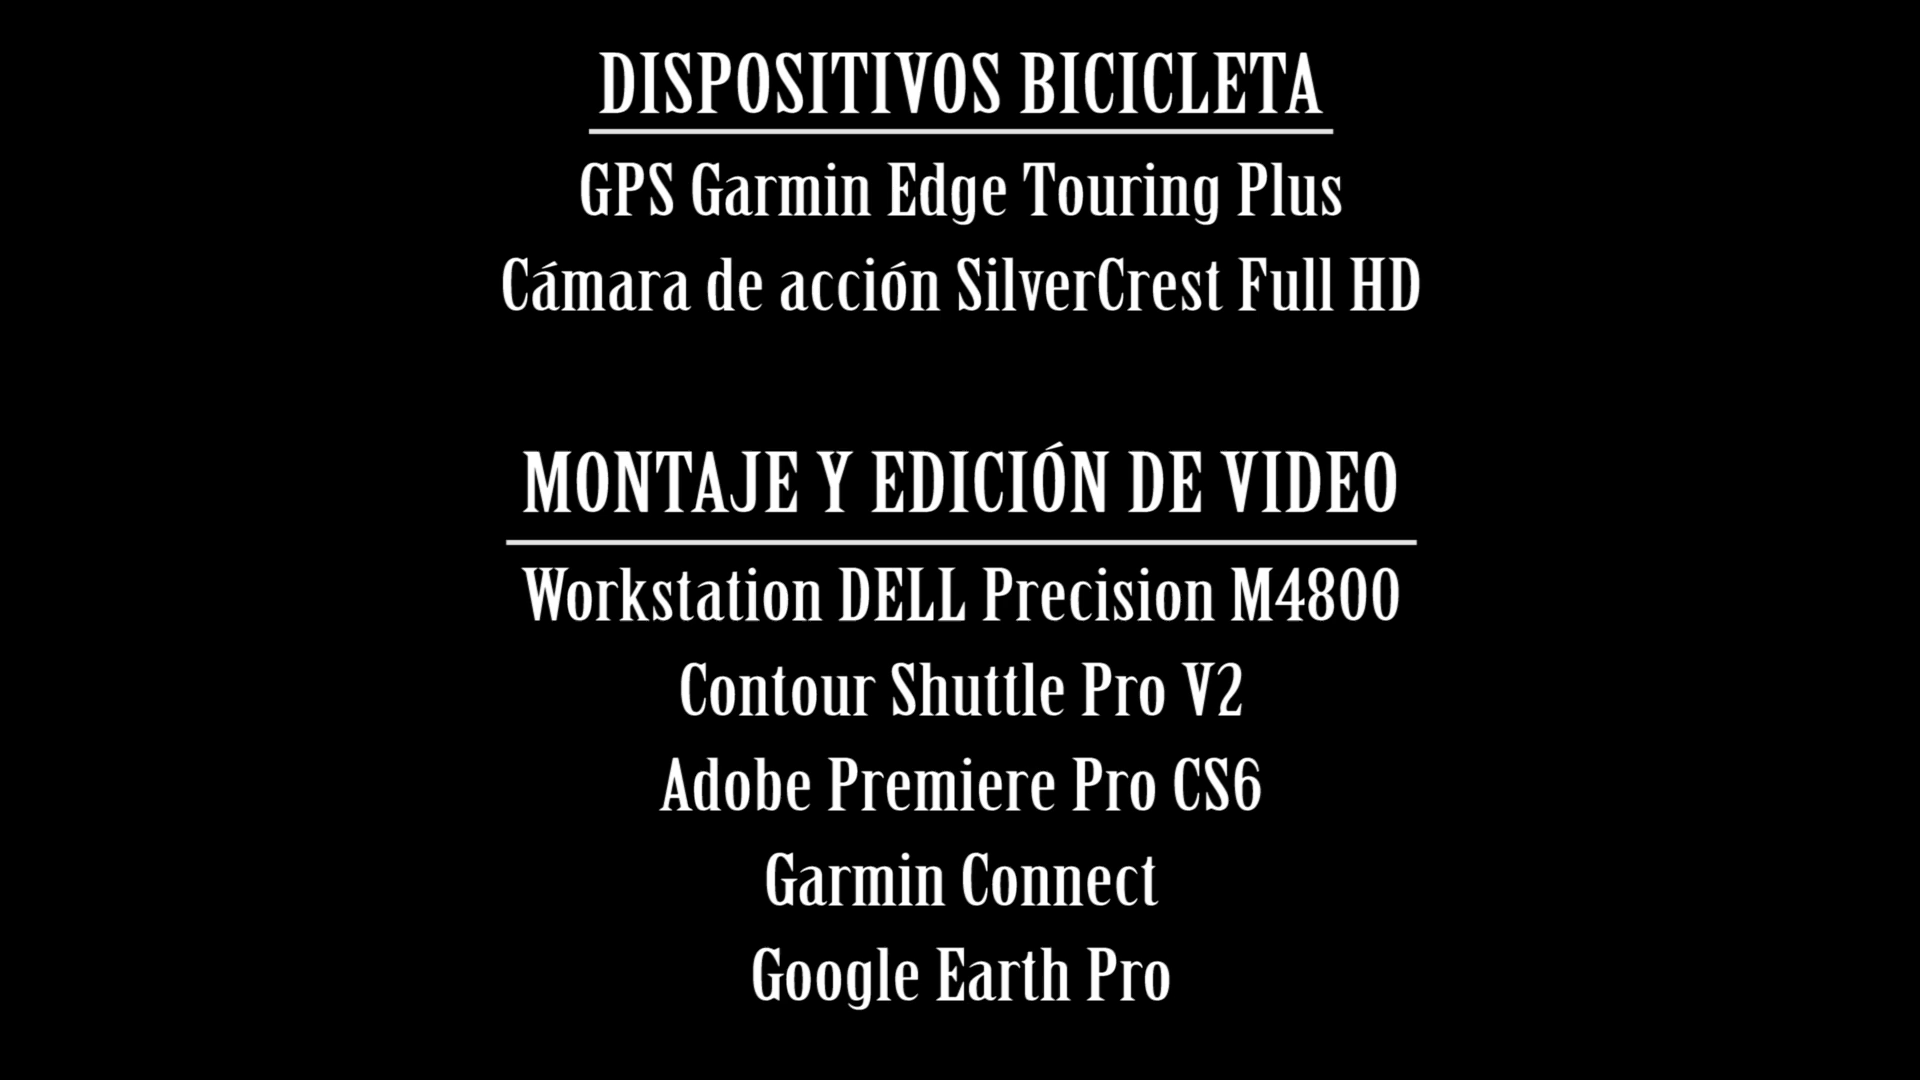 DISPOSITIVOS BICICLETA
GPS Garmin Edge Touring Plus
Cámara de acción SilverCrest Full HD
MONTAJE Y EDICIÓN DE VIDEO
Workstation DELL Precision M4800
Contour Shuttle Pro V2
Adobe Premiere Pro CS6
Garmin Connect
Google Earth Pro